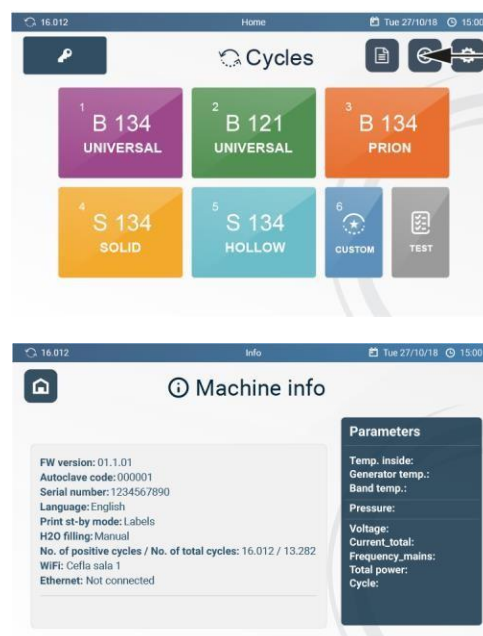 16.012 Home Tue 27/10/18 15:00
Cycles
1
B 134
UNIVERSAL
2
B 121
UNIVERSAL
3
B 134
PRION
4
S 134
SOLID
5
S 134
HOLLOW
6
CUSTOM
TEST
16.012 Info Tue 27/10/18 15:00
Machine info
FW version: 01.1.01
Autoclave code: 000001
Serial number: 1234567890
Language: English
Print st-by mode: Labels
H2O filling: Manual
No. of positive cycles / No. of total cycles: 16.012 / 13.282
WiFi: Cefla sala 1
Ethernet: Not connected
Parameters
Temp. inside:
Generator temp.:
Band temp.:
Pressure:
Voltage:
Current_total:
Frequency_mains:
Total power:
Cycle: